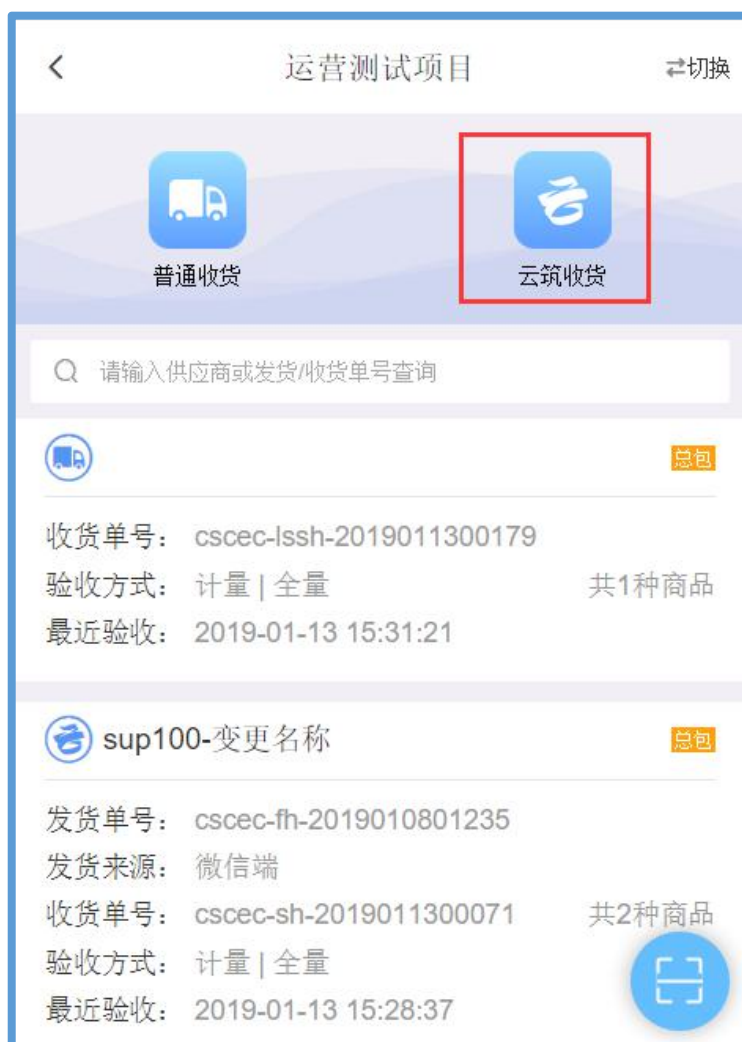 运营测试项目 切换
普通收货 云筑收货
请输入供应商或发货/收货单号查询
总包
收货单号： cscec-lssh-2019011300179
验收方式： 计量 | 全量 共1种商品
最近验收： 2019-01-13 15:31:21
sup100-变更名称 总包
发货单号： cscec-fh-2019010801235
发货来源： 微信端
收货单号： cscec-sh-2019011300071 共2种商品
验收方式： 计量 | 全量
最近验收： 2019-01-13 15:28:37